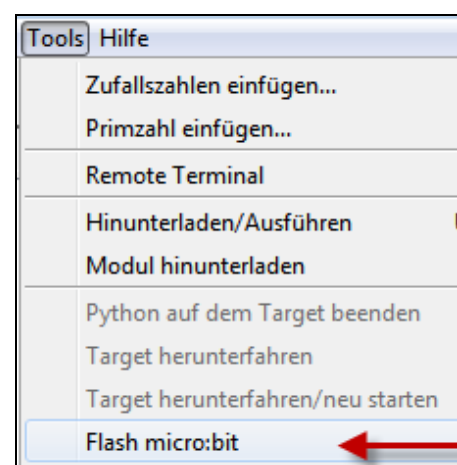 Tools Hilfe
Zufallszahlen einfügen...
Primzahl einfügen...
Remote Terminal
Hinunterladen/Ausführen
Modul hinunterladen
Python auf dem Target beenden
Target herunterfahren
Target herunterfahren/neu starten
Flash micro:bit